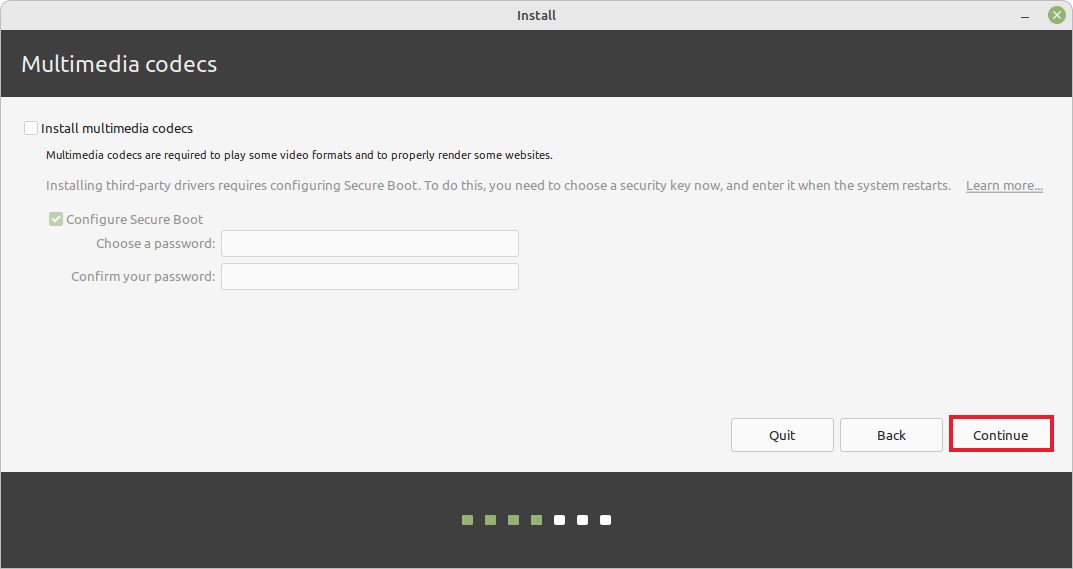 Install
Multimedia codecs
Install multimedia codecs
Multimedia codecs are required to play some video formats and to properly render some websites.
Installing third-party drivers requires configuring Secure Boot. To do this, you need to choose a security key now, and enter it when the system restarts. Learn more...
Configure Secure Boot
Choose a password:
Confirm your password:
Quit Back Continue